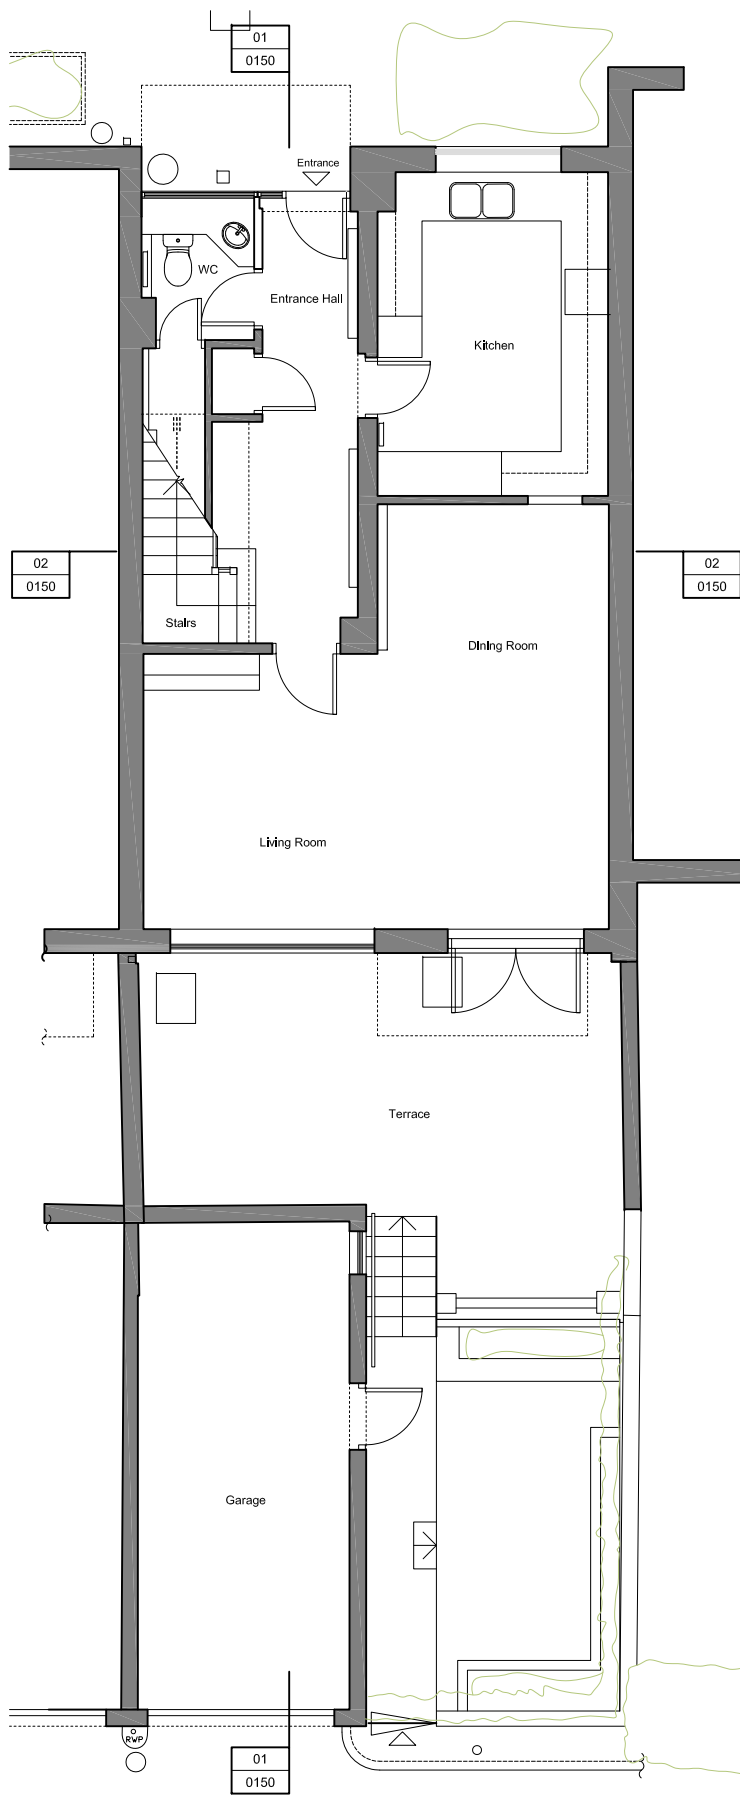 01
0150
Entrance
WC
Entrance Hall
Kitchen
02
0150
02
0150
Stairs
Dining Room
Living Room
Terrace
Garage
RWP
01
0150